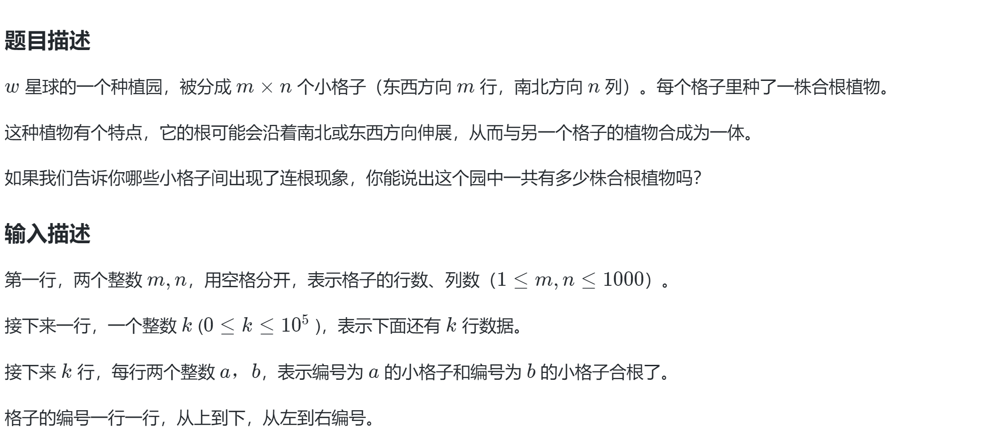 题目描述
w 星球的一个种植园，被分成 m × n 个小格子（东西方向 m 行，南北方向 n 列）。每个格子里种了一株合根植物。
这种植物有个特点，它的根可能会沿着南北或东西方向伸展，从而与另一个格子的植物合成为一体。
如果我们告诉你哪些小格子间出现了连根现象，你能说出这个园中一共有多少株合根植物吗？
输入描述
第一行，两个整数 m, n，用空格分开，表示格子的行数、列数（1 ≤ m, n ≤ 1000）。
接下来一行，一个整数 k (0 ≤ k ≤ 10⁵ )，表示下面还有 k 行数据。
接下来 k 行，每行两个整数 a，b，表示编号为 a 的小格子和编号为 b 的小格子合根了。
格子的编号一行一行，从上到下，从左到右编号。